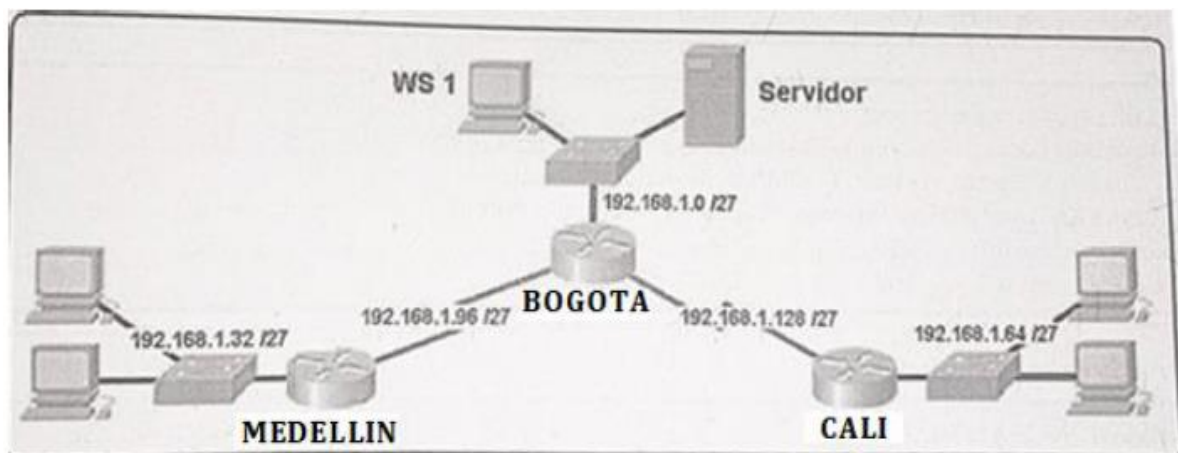 WS 1
Servidor
192.168.1.0 /27
BOGOTA
192.168.1.96 /27
192.168.1.128 /27
192.168.1.32 /27
192.168.1.64 /27
MEDELLIN
CALI